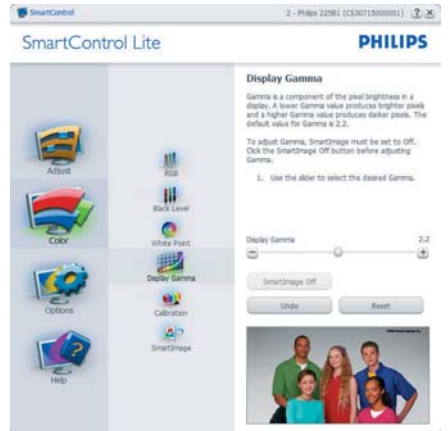 SmartControl
2 - Philips 225B1 (CS30715000001)
? X
SmartControl Lite
PHILIPS
Adjust
Color
Options
Help
RGB
Black Level
White Point
Display Gamma
Calibration
SmartImage
Display Gamma
Gamma is a component of the pixel brightness in a
display. A lower Gamma value produces brighter pixels
and a higher Gamma value produces darker pixels. The
default value for Gamma is 2.2.
To adjust Gamma, SmartImage must be set to Off.
Click the SmartImage Off button before adjusting
Gamma.
1. Use the slider to select the desired Gamma.
Display Gamma
2.2
SmartImage Off
Undo
Reset